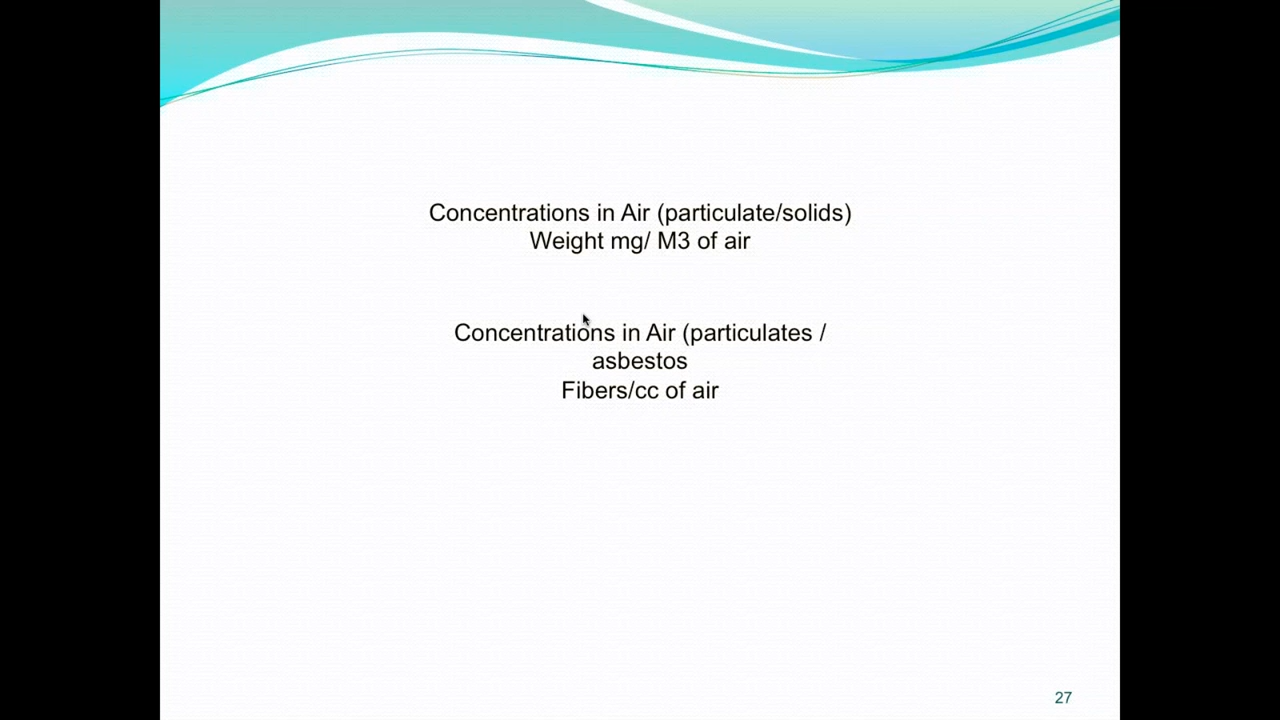 Concentrations in Air (particulate/solids)
Weight mg/ M3 of air
Concentrations in Air (particulates /
asbestos
Fibers/cc of air
27